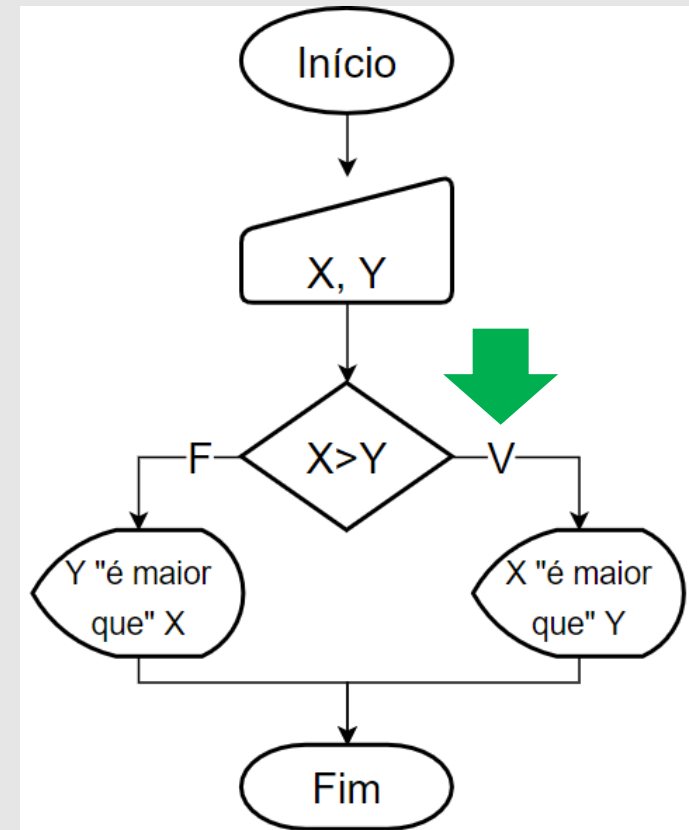 Início
X, Y
F
X>Y
V
Y "é maior
que" X
X "é maior
que" Y
Fim